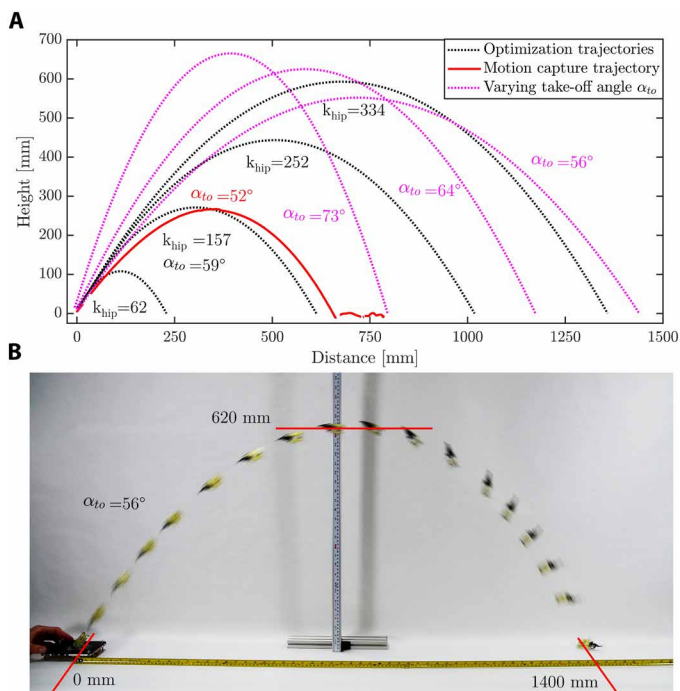 A
700
600
500
400
300
200
100
0
Height [mm]
Optimization trajectories
Motion capture trajectory
Varying take-off angle α_to
k_hip=334
k_hip=252
α_to=56°
α_to=52°
α_to=64°
α_to=73°
k_hip=157
α_to=59°
k_hip=62
0
250
500
750
1000
1250
1500
Distance [mm]
B
620 mm
α_to=56°
0 mm
1400 mm